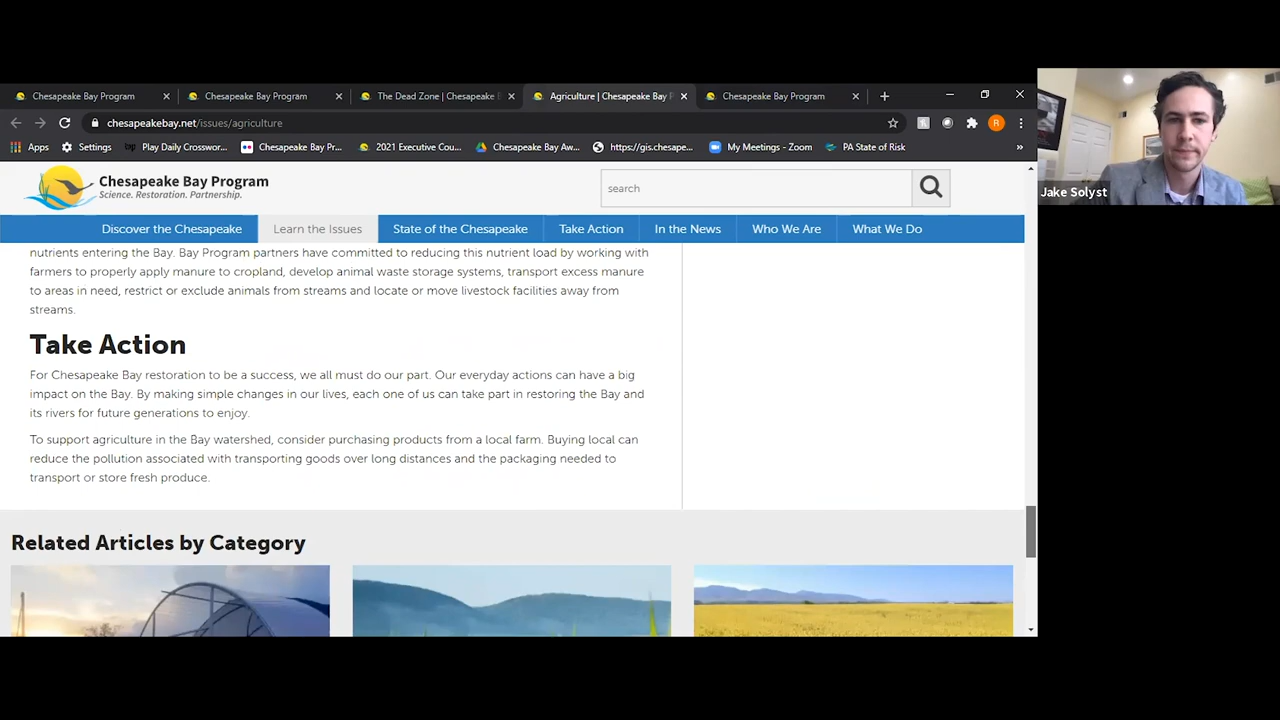 Chesapeake Bay Program
Chesapeake Bay Program
The Dead Zone | Chesapeake
Agriculture | Chesapeake Bay
Chesapeake Bay Program
chesapeakebay.net/issues/agriculture
R
Apps
Settings
Play Daily Crosswor...
Chesapeake Bay Pr...
2021 Executive Cou...
Chesapeake Bay Aw...
https://gis.chesape...
My Meetings - Zoom
PA State of Risk
Chesapeake Bay Program
Science. Restoration. Partnership.
search
Discover the Chesapeake
Learn the Issues
State of the Chesapeake
Take Action
In the News
Who We Are
What We Do
nutrients entering the Bay. Bay Program partners have committed to reducing this nutrient load by working with
farmers to properly apply manure to cropland, develop animal waste storage systems, transport excess manure
to areas in need, restrict or exclude animals from streams and locate or move livestock facilities away from
streams.
Take Action
For Chesapeake Bay restoration to be a success, we all must do our part. Our everyday actions can have a big
impact on the Bay. By making simple changes in our lives, each one of us can take part in restoring the Bay and
its rivers for future generations to enjoy.
To support agriculture in the Bay watershed, consider purchasing products from a local farm. Buying local can
reduce the pollution associated with transporting goods over long distances and the packaging needed to
transport or store fresh produce.
Related Articles by Category
Jake Solyst